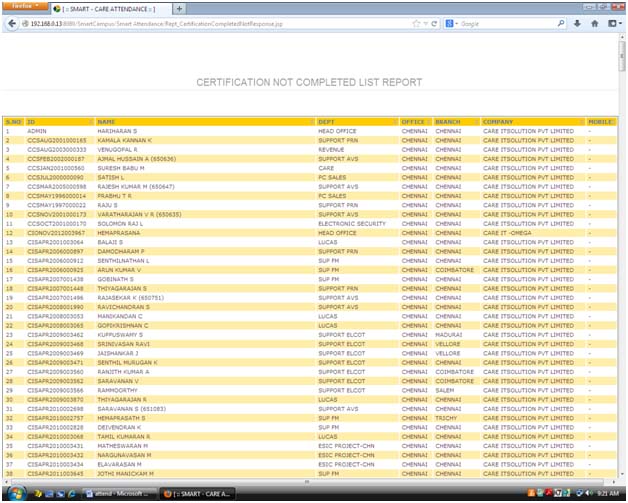 Firefox
[ :: SMART - CARE ATTENDANCE :: ]
192.168.0.13:8089/SmartCampus/Smart Attendance/Rept_CertificationCompletedNotResponse.jsp
Google
CERTIFICATION NOT COMPLETED LIST REPORT
S.NO ID NAME DEPT OFFICE BRANCH COMPANY MOBILE
1 ADMIN HARIHARAN S HEAD OFFICE CHENNAI CHENNAI CARE ITSOLUTION PVT LIMITED -
2 CCSAUG2001000165 KAMALA KANNAN K SUPPORT PRN CHENNAI CHENNAI CARE ITSOLUTION PVT LIMITED -
3 CCSAUG2003000333 VENUGOPAL R REVENUE CHENNAI CHENNAI CARE ITSOLUTION PVT LIMITED -
4 CCSFEB2002000187 AJMAL HUSSAIN A (650636) SUPPORT AVS CHENNAI CHENNAI CARE ITSOLUTION PVT LIMITED -
5 CCSJAN2001000560 SURESH BABU M CARE CHENNAI CHENNAI CARE ITSOLUTION PVT LIMITED -
6 CCSJUL2000000090 SATISH L PC SALES CHENNAI CHENNAI CARE ITSOLUTION PVT LIMITED -
7 CCSMAR2005000598 RAJESH KUMAR M (650647) SUPPORT AVS CHENNAI CHENNAI CARE ITSOLUTION PVT LIMITED -
8 CCSMAY1996000014 PRABHU T R PC SALES CHENNAI CHENNAI CARE ITSOLUTION PVT LIMITED -
9 CCSMAY1997000022 RAJU S SUPPORT PRN CHENNAI CHENNAI CARE ITSOLUTION PVT LIMITED -
10 CCSNOV2001000173 VARATHARAJAN V R (650635) SUPPORT AVS CHENNAI CHENNAI CARE ITSOLUTION PVT LIMITED -
11 CCSOCT2001000170 SOLOMON RAJ L ELECTRONIC SECURITY CHENNAI CHENNAI CARE ITSOLUTION PVT LIMITED -
12 CIONOV2012003967 HEMAPRASANA HEAD OFFICE CHENNAI CHENNAI CARE IT -OMEGA -
13 CISAPR2001003064 BALAJI S LUCAS CHENNAI CHENNAI CARE ITSOLUTION PVT LIMITED -
14 CISAPR2006000897 DAMODHARAM P SUPPORT PRN CHENNAI CHENNAI CARE ITSOLUTION PVT LIMITED -
15 CISAPR2006000912 SENTHILNATHAN L SUP FM CHENNAI CHENNAI CARE ITSOLUTION PVT LIMITED -
16 CISAPR2006000925 ARUN KUMAR V SUP FM CHENNAI COIMBATORE CARE ITSOLUTION PVT LIMITED -
17 CISAPR2007001438 GOBINATH S SUP FM CHENNAI CHENNAI CARE ITSOLUTION PVT LIMITED -
18 CISAPR2007001448 THIYAGARAJAN S SUPPORT PRN CHENNAI CHENNAI CARE ITSOLUTION PVT LIMITED -
19 CISAPR2007001496 RAJASEKAR K (650751) SUPPORT AVS CHENNAI CHENNAI CARE ITSOLUTION PVT LIMITED -
20 CISAPR2008001990 RAVICHANDRAN S SUPPORT AVS CHENNAI CHENNAI CARE ITSOLUTION PVT LIMITED -
21 CISAPR2008003053 MANIKANDAN C LUCAS CHENNAI CHENNAI CARE ITSOLUTION PVT LIMITED -
22 CISAPR2008003065 GOPIKRISHNAN C LUCAS CHENNAI CHENNAI CARE ITSOLUTION PVT LIMITED -
23 CISAPR2009003462 KUPPUSWAMY S SUPPORT ELCOT CHENNAI MADURAI CARE ITSOLUTION PVT LIMITED -
24 CISAPR2009003468 SRINIVASAN RAVI SUPPORT ELCOT CHENNAI VELLORE CARE ITSOLUTION PVT LIMITED -
25 CISAPR2009003469 JAISHANKAR J SUPPORT ELCOT CHENNAI VELLORE CARE ITSOLUTION PVT LIMITED -
26 CISAPR2009003471 SENTHIL MURUGAN K SUPPORT ELCOT CHENNAI CHENNAI CARE ITSOLUTION PVT LIMITED -
27 CISAPR2009003560 RANJITH KUMAR A SUPPORT ELCOT CHENNAI COIMBATORE CARE ITSOLUTION PVT LIMITED -
28 CISAPR2009003562 SARAVANAN V SUPPORT ELCOT CHENNAI COIMBATORE CARE ITSOLUTION PVT LIMITED -
29 CISAPR2009003566 RAMMOORTHY SUPPORT ELCOT CHENNAI SALEM CARE ITSOLUTION PVT LIMITED -
30 CISAPR2009003870 THIYAGARAJAN R LUCAS CHENNAI CHENNAI CARE ITSOLUTION PVT LIMITED -
31 CISAPR2010002698 SARAVANAN S (651083) SUPPORT AVS CHENNAI CHENNAI CARE ITSOLUTION PVT LIMITED -
32 CISAPR2010002757 HEMAPRASATH S SUP FM CHENNAI TRICHY CARE ITSOLUTION PVT LIMITED -
33 CISAPR2010002828 DEIVENDRAN K SUP FM CHENNAI CHENNAI CARE ITSOLUTION PVT LIMITED -
34 CISAPR2010003068 TAMIL KUMARAN R LUCAS CHENNAI CHENNAI CARE ITSOLUTION PVT LIMITED -
35 CISAPR2010003431 MATHESWARAN M ESIC PROJECT-CHN CHENNAI CHENNAI CARE ITSOLUTION PVT LIMITED -
36 CISAPR2010003432 NARGUNAVASAN M ESIC PROJECT-CHN CHENNAI CHENNAI CARE ITSOLUTION PVT LIMITED -
37 CISAPR2010003434 ELAVARASAN M ESIC PROJECT-CHN CHENNAI CHENNAI CARE ITSOLUTION PVT LIMITED -
38 CISAPR2011003645 JOTHI MANICKAM M SUP FM CHENNAI CHENNAI CARE ITSOLUTION PVT LIMITED -
attend - Microsoft ...
[ :: SMART - CARE A...
9:21 AM